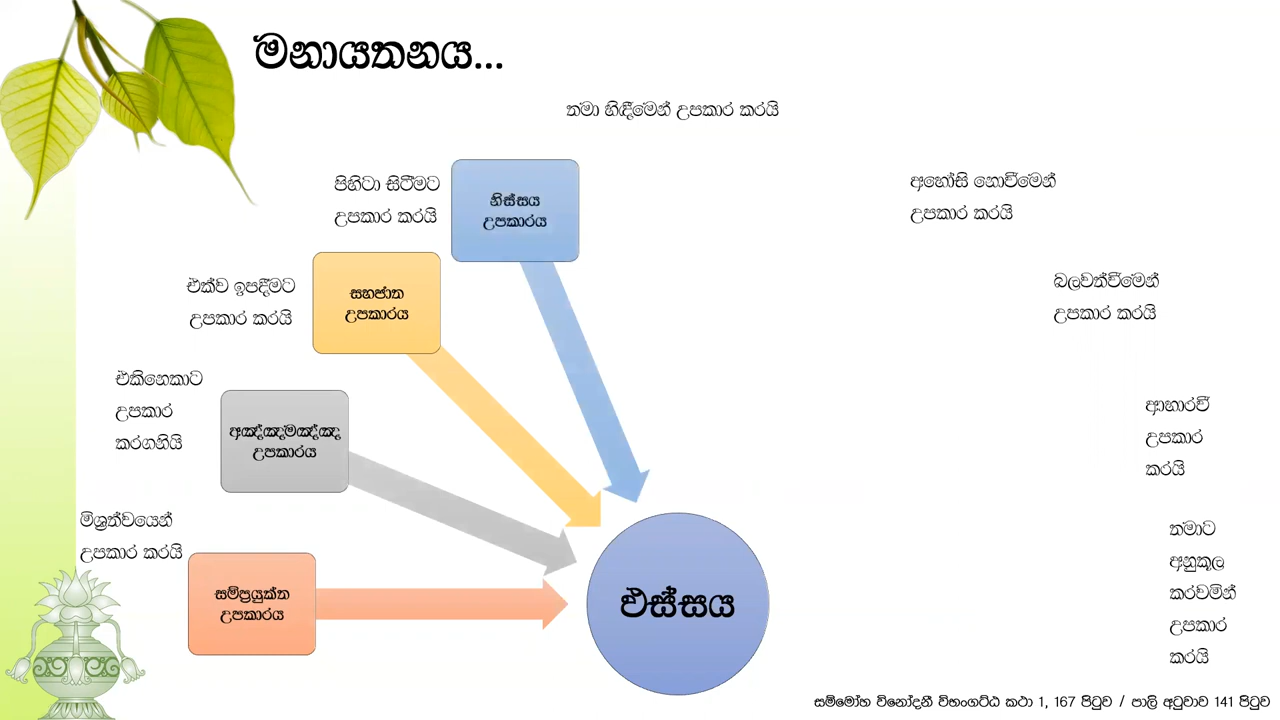 මනායතනය...
තමා හිඳීමෙන් උපකාර කරයි
පිහිටා සිටීමට
උපකාර කරයි
නිස්සය
උපකාරය
අහෝසි නොවීමෙන්
උපකාර කරයි
එක්ව ඉපදීමට
උපකාර කරයි
සහජාත
උපකාරය
බලවත්වීමෙන්
උපකාර කරයි
එකිනෙකාට
උපකාර
කරගනියි
අඤ්ඤමඤ්ඤ
උපකාරය
ආහාරවී
උපකාර
කරයි
මිශ්‍රත්වයෙන්
උපකාර කරයි
සම්ප්‍රයුක්ත
උපකාරය
ඵස්සය
තමාට
අනුකූල
කරවමින්
උපකාර
කරයි
සම්මෝහ විනෝදනී විභංගට්ඨ කථා 1, 167 පිටුව / පාලි අටුවාව 141 පිටුව